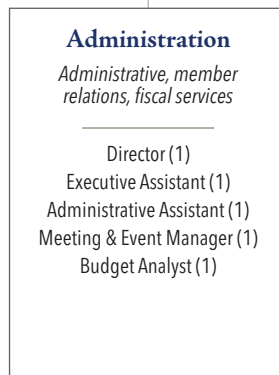 Administration
Administrative, member
relations, fiscal services
Director (1)
Executive Assistant (1)
Administrative Assistant (1)
Meeting & Event Manager (1)
Budget Analyst (1)